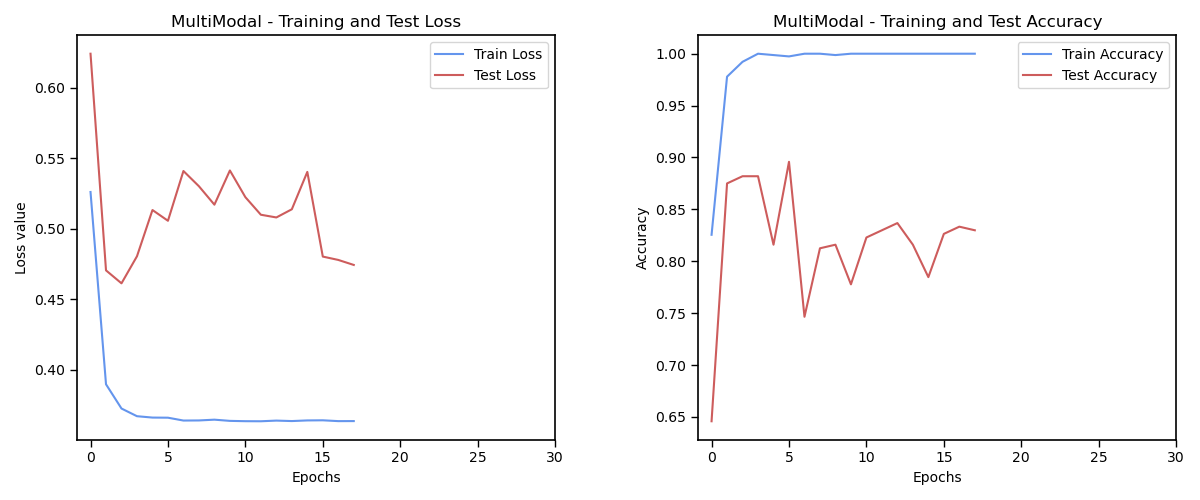 MultiModal - Training and Test Loss
Train Loss
Test Loss
0.60
0.55
0.50
0.45
0.40
Loss value
0 5 10 15 20 25 30
Epochs
MultiModal - Training and Test Accuracy
Train Accuracy
Test Accuracy
1.00
0.95
0.90
0.85
0.80
0.75
0.70
0.65
Accuracy
0 5 10 15 20 25 30
Epochs